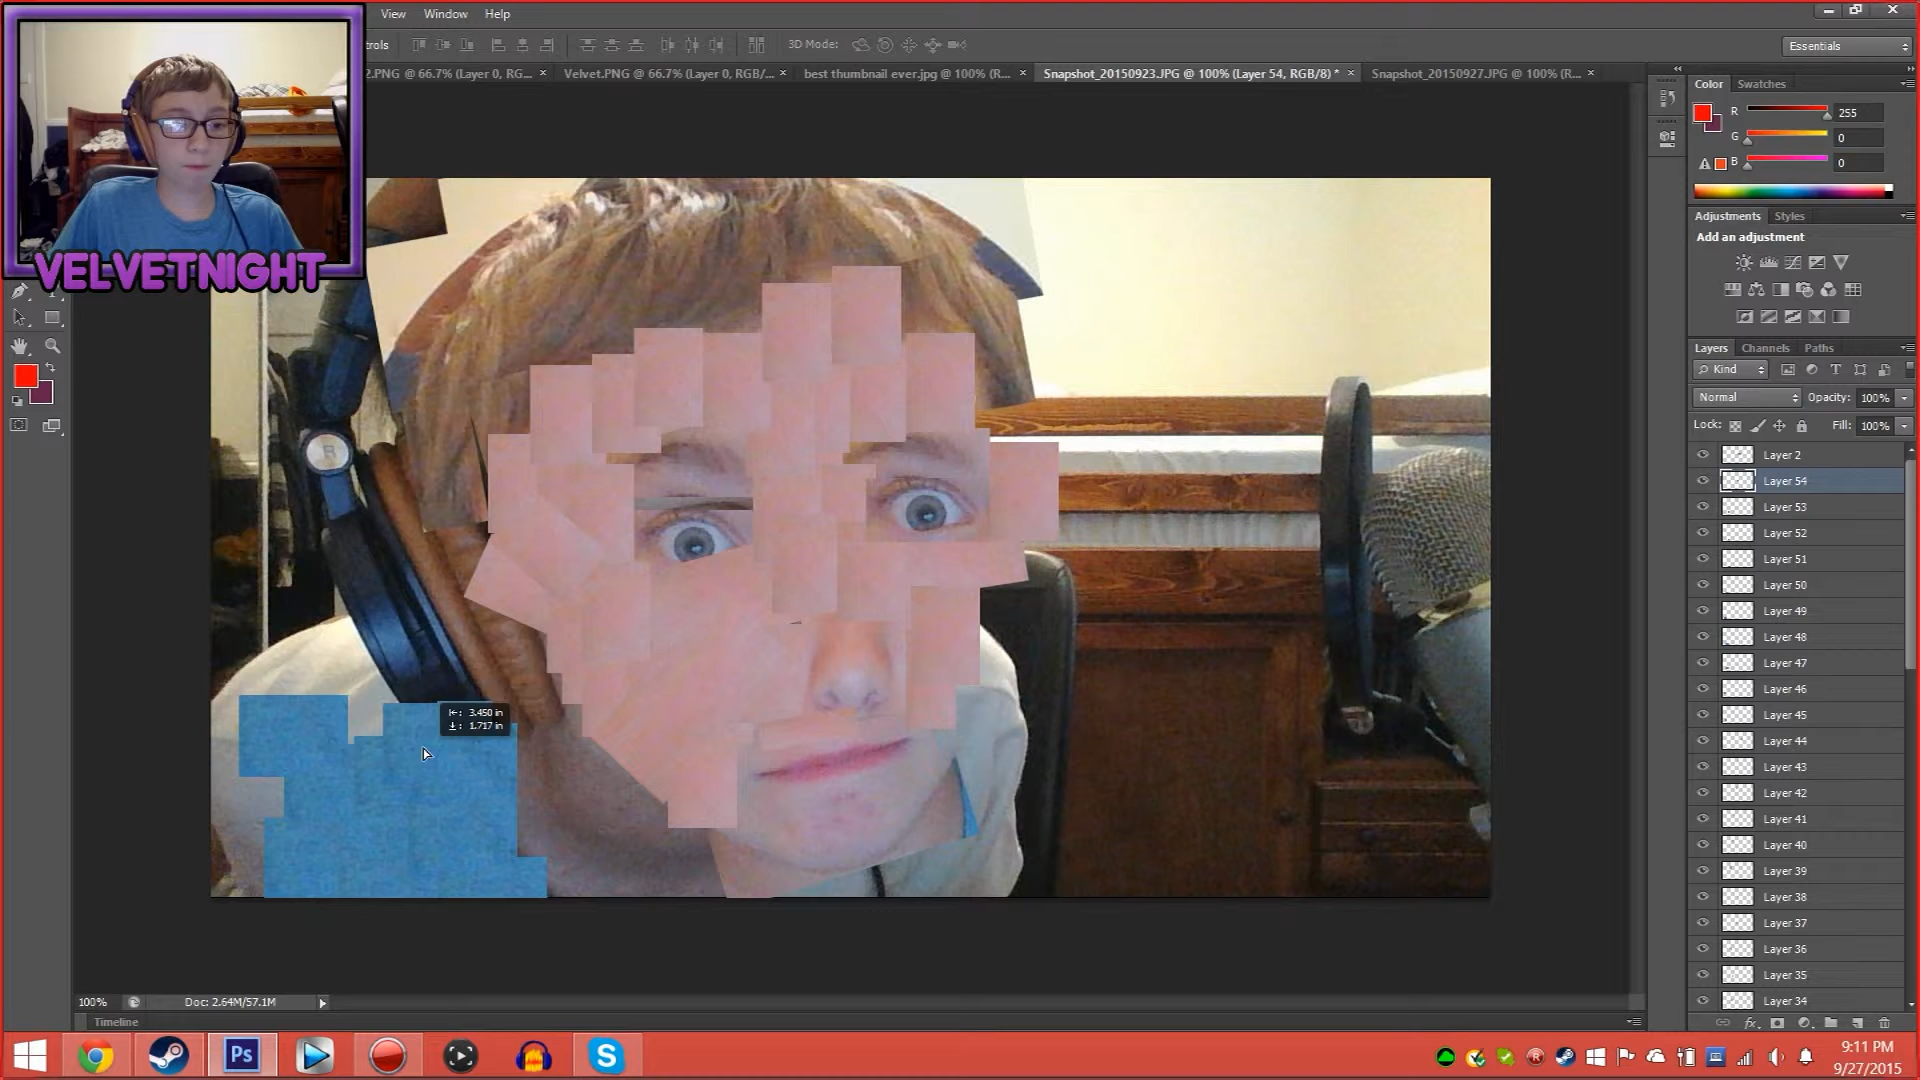 View Window Help
trols 3D Mode: Essentials
2.PNG @ 66.7% (Layer 0, RG... × Velvet.PNG @ 66.7% (Layer 0, RGB/... × best thumbnail ever.jpg @ 100% (R... × Snapshot_20150923.JPG @ 100% (Layer 54, RGB/8) * × Snapshot_20150927.JPG @ 100% (R... ×
VELVETNIGHT
Color Swatches
R 255
G 0
B 0
Adjustments Styles
Add an adjustment
Layers Channels Paths
Kind
Normal Opacity: 100%
Lock: Fill: 100%
Layer 2
Layer 54
Layer 53
Layer 52
Layer 51
Layer 50
Layer 49
Layer 48
Layer 47
Layer 46
Layer 45
Layer 44
Layer 43
Layer 42
Layer 41
Layer 40
Layer 39
Layer 38
Layer 37
Layer 36
Layer 35
Layer 34
R
3.450 in
1.717 in
100% Doc: 2.64M/57.1M
Timeline
Ps
9:11 PM
9/27/2015